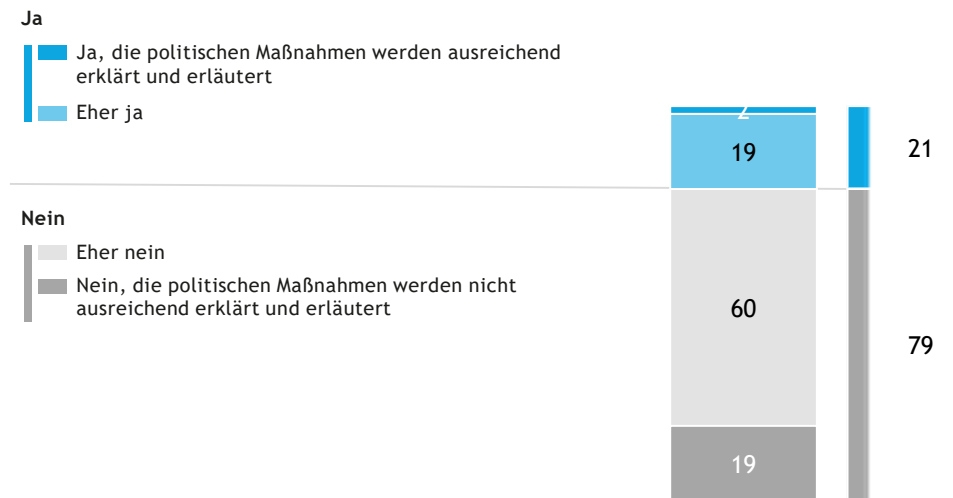 Ja
Ja, die politischen Maßnahmen werden ausreichend
erklärt und erläutert
Eher ja
2
19
21
Nein
Eher nein
Nein, die politischen Maßnahmen werden nicht
ausreichend erklärt und erläutert
60
79
19